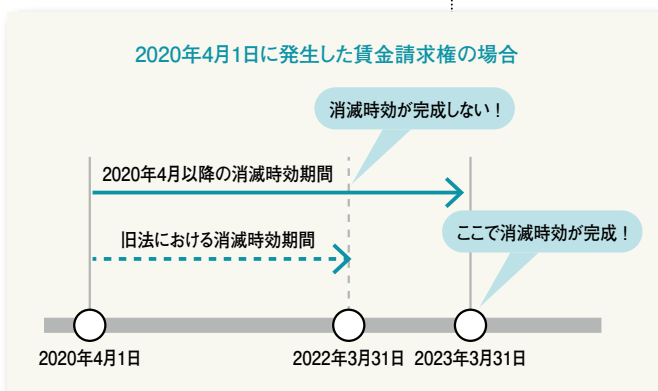 2020年4月1日に発生した賃金請求権の場合
消滅時効が完成しない！
2020年4月以降の消滅時効期間
旧法における消滅時効期間
ここで消滅時効が完成！
2020年4月1日
2022年3月31日
2023年3月31日